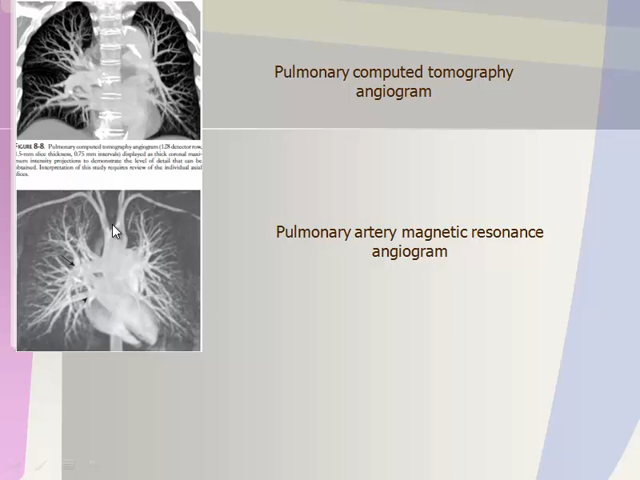 FIGURE 8-8. Pulmonary computed tomography angiogram (128 detector row,
1.5-mm slice thickness, 0.75 mm intervals) displayed as thick coronal maxi-
mum intensity projections to demonstrate the level of detail that can be
obtained. Interpretation of this study requires review of the individual axial
slices.
Pulmonary computed tomography
angiogram
Pulmonary artery magnetic resonance
angiogram